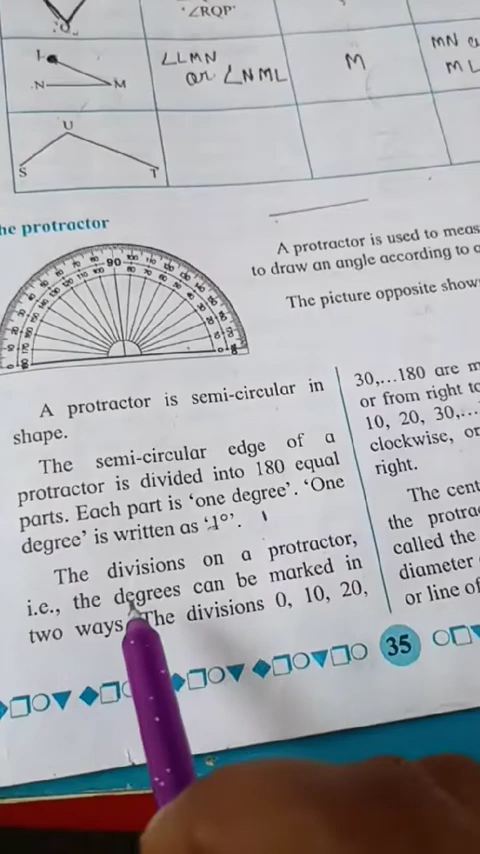 '∠RQP'
∠LMN
or ∠NML
M
MN
ML
L
N
M
U
S
T
he protractor
90
A protractor is used to meas
to draw an angle according to
The picture opposite show
A protractor is semi-circular in
shape.
The semi-circular edge of a
protractor is divided into 180 equal
parts. Each part is 'one degree'. 'One
degree' is written as '1°'.
The divisions on a protractor,
i.e., the degrees can be marked in
two ways. The divisions 0, 10, 20,
30,...180 are m
or from right to
10, 20, 30,...
clockwise, or
right.
The cent
the protra
called the
diameter
or line of
35